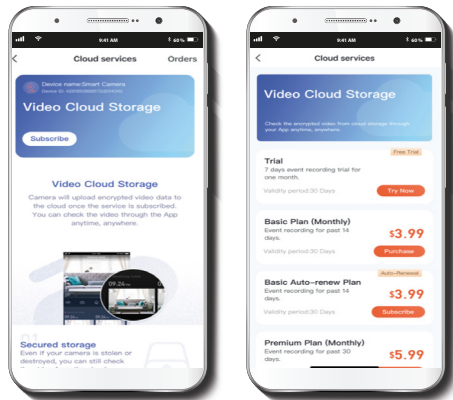 9:41 AM
60%
Cloud services
Orders
Device name:Smart Camera
Video Cloud Storage
Subscribe
Video Cloud Storage
Camera will upload encrypted video data to
the cloud once the service is subscribed.
You can check the video through the App
anytime, anywhere.
09:24
01
Secured storage
Even if your camera is stolen or
destroyed, you can still check
9:41 AM
60%
Cloud services
Video Cloud Storage
Check the encrypted video from cloud storage through
your App anytime, anywhere.
Free Trial
Trial
7 days event recording trial for
one month.
Validity period:30 Days
Try Now
Basic Plan (Monthly)
Event recording for past 14
days.
$3.99
Validity period:30 Days
Purchase
Auto-Renewal
Basic Auto-renew Plan
Event recording for past 14
days.
$3.99
Validity period:30 Days
Subscribe
Premium Plan (Monthly)
Event recording for past 30
days.
$5.99